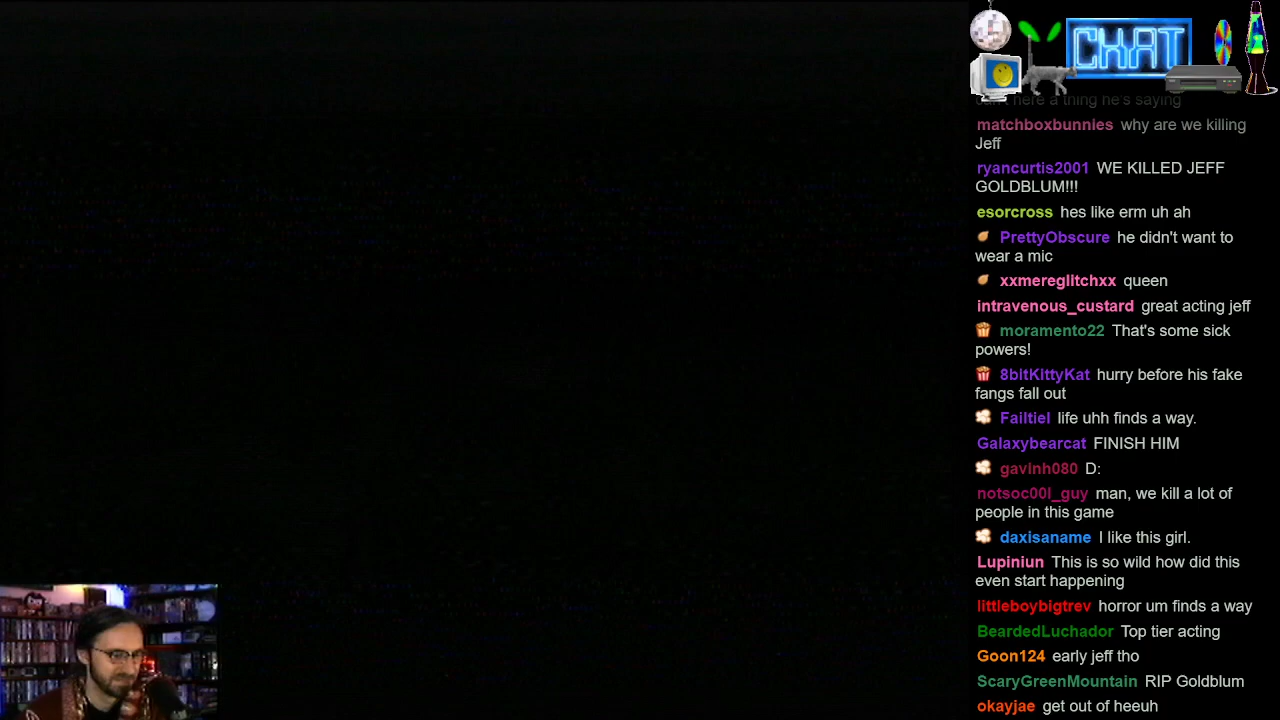 CHAT
can't here a thing he's saying
matchboxbunnies why are we killing
Jeff
ryancurtis2001 WE KILLED JEFF
GOLDBLUM!!!
esorcross hes like erm uh ah
PrettyObscure he didn't want to
wear a mic
xxmereglitchxx queen
intravenous_custard great acting jeff
moramento22 That's some sick
powers!
8bitKittyKat hurry before his fake
fangs fall out
Failtiel life uhh finds a way.
Galaxybearcat FINISH HIM
gavinh080 D:
notsoc00l_guy man, we kill a lot of
people in this game
daxisaname I like this girl.
Lupiniun This is so wild how did this
even start happening
littleboybigtrev horror um finds a way
BeardedLuchador Top tier acting
Goon124 early jeff tho
ScaryGreenMountain RIP Goldblum
okayjae get out of heeuh